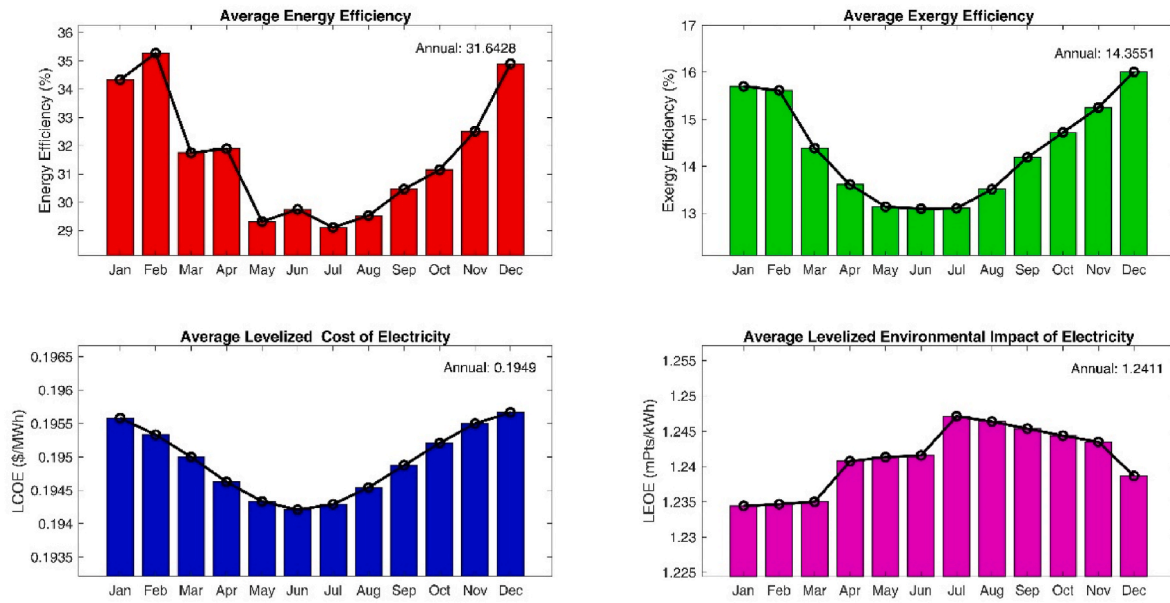 Average Energy Efficiency
Annual: 31.6428
Energy Efficiency (%)
36
35
34
32
30
29
Jan Feb Mar Apr May Jun Jul Aug Sep Oct Nov Dec
Average Exergy Efficiency
Annual: 14.3551
Exergy Efficiency (%)
17
16
15
14
13
Jan Feb Mar Apr May Jun Jul Aug Sep Oct Nov Dec
Average Levelized Cost of Electricity
Annual: 0.1949
LCOE ($/MWh)
0.1965
0.196
0.1955
0.195
0.1945
0.194
0.1935
Jan Feb Mar Apr May Jun Jul Aug Sep Oct Nov Dec
Average Levelized Environmental Impact of Electricity
Annual: 1.2411
LEOE (mPts/kWh)
1.255
1.25
1.245
1.24
1.235
1.23
1.225
Jan Feb Mar Apr May Jun Jul Aug Sep Oct Nov Dec